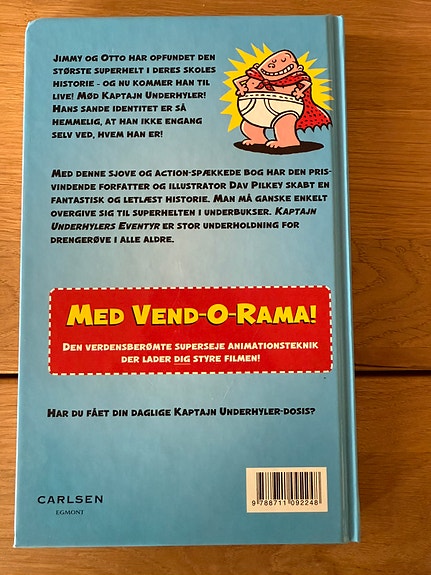 JIMMY OG OTTO HAR OPFUNDET DEN
STØRSTE SUPERHELT I DERES SKOLES
HISTORIE - OG NU KOMMER HAN TIL
LIVE! MØD KAPTAJN UNDERHYLER!
HANS SANDE IDENTITET ER SÅ
HEMMELIG, AT HAN IKKE ENGANG
SELV VED, HVEM HAN ER!
MED DENNE SJOVE OG ACTION-SPÆKKEDE BOG HAR DEN PRIS-
VINDENDE FORFATTER OG ILLUSTRATOR DAV PILKEY SKABT EN
FANTASTISK OG LETLÆST HISTORIE. MAN MÅ GANSKE ENKELT
OVERGIVE SIG TIL SUPERHELTEN I UNDERBUKSER. KAPTAJN
UNDERHYLERS EVENTYR ER STOR UNDERHOLDNING FOR
DRENGERØVE I ALLE ALDRE.
MED VEND-O-RAMA!
DEN VERDENSBERØMTE SUPERSEJE ANIMATIONSTEKNIK
DER LADER DIG STYRE FILMEN!
HAR DU FÅET DIN DAGLIGE KAPTAJN UNDERHYLER-DOSIS?
CARLSEN
EGMONT
9 788711 092248